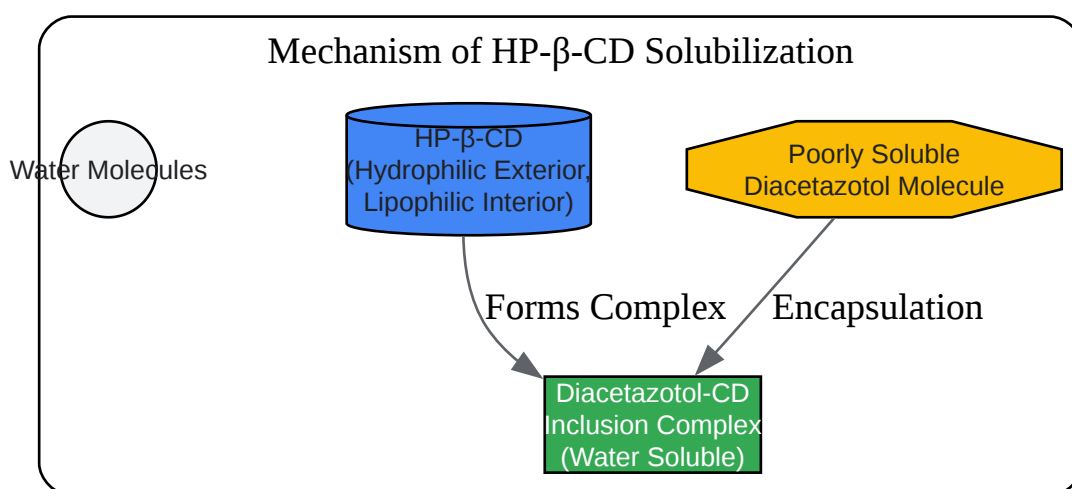 Mechanism of HP-β-CD Solubilization
Water Molecules
HP-β-CD
(Hydrophilic Exterior,
Lipophilic Interior)
Poorly Soluble
Diacetazotol Molecule
Forms Complex
Encapsulation
Diacetazotol-CD
Inclusion Complex
(Water Soluble)